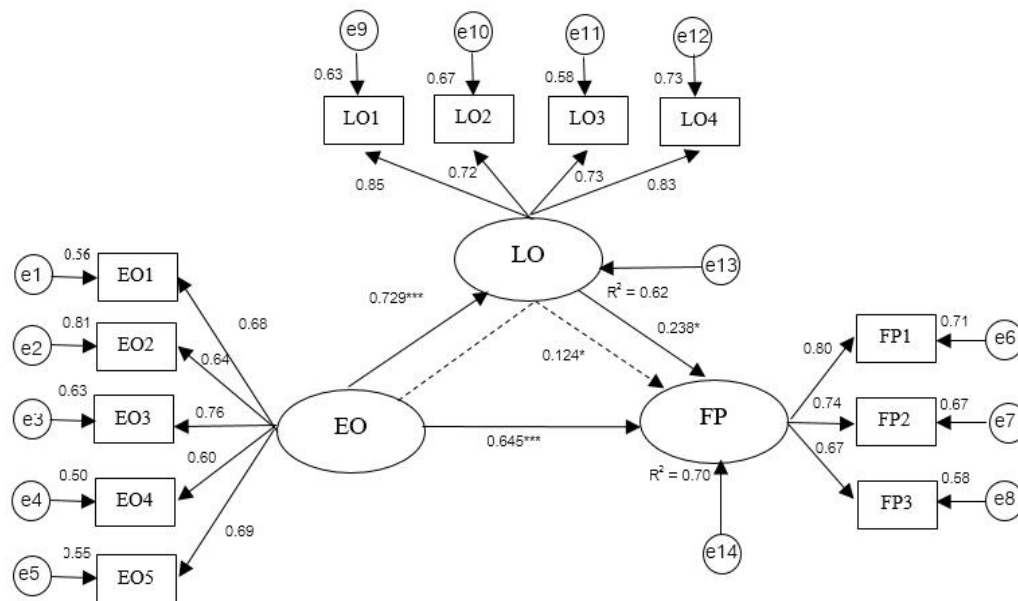 e9
e10
e11
e12
0.63
0.67
0.58
0.73
LO1
LO2
LO3
LO4
0.85
0.72
0.73
0.83
LO
e13
R² = 0.62
0.729***
0.238*
0.124*
e1
0.56
EO1
0.68
e2
0.81
EO2
0.64
e3
0.63
EO3
0.76
e4
0.60
EO4
0.60
e5
0.55
EO5
0.69
EO
0.645***
FP
R² = 0.70
e14
0.80
FP1
0.71
e6
0.74
FP2
0.67
e7
0.67
FP3
0.58
e8